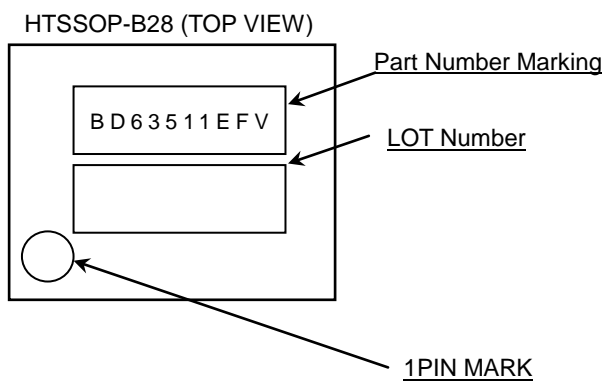 HTSSOP-B28 (TOP VIEW)
Part Number Marking
BD63511EFV
LOT Number
1PIN MARK